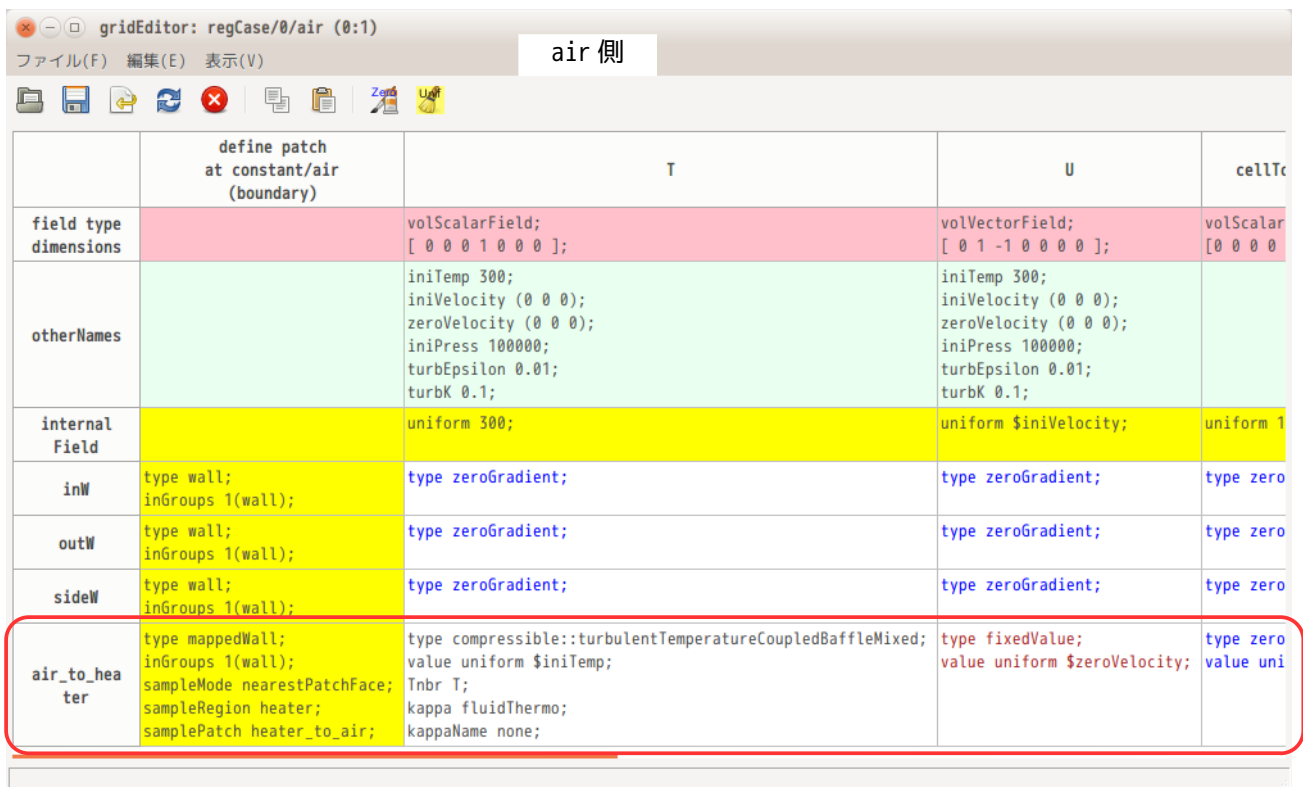 gridEditor: regCase/0/air (0:1)
ファイル(F) 編集(E) 表示(V)
air 側
Zero
Unif
define patch
at constant/air
(boundary)
T
U
cellTo
field type
dimensions
volScalarField;
[ 0 0 0 1 0 0 0 ];
volVectorField;
[ 0 1 -1 0 0 0 0 ];
volScalar
[0 0 0 0
otherNames
iniTemp 300;
iniVelocity (0 0 0);
zeroVelocity (0 0 0);
iniPress 100000;
turbEpsilon 0.01;
turbK 0.1;
iniTemp 300;
iniVelocity (0 0 0);
zeroVelocity (0 0 0);
iniPress 100000;
turbEpsilon 0.01;
turbK 0.1;
internal
Field
uniform 300;
uniform $iniVelocity;
uniform 1
inW
type wall;
inGroups 1(wall);
type zeroGradient;
type zeroGradient;
type zero
outW
type wall;
inGroups 1(wall);
type zeroGradient;
type zeroGradient;
type zero
sideW
type wall;
inGroups 1(wall);
type zeroGradient;
type zeroGradient;
type zero
air_to_hea
ter
type mappedWall;
inGroups 1(wall);
sampleMode nearestPatchFace;
sampleRegion heater;
samplePatch heater_to_air;
type compressible::turbulentTemperatureCoupledBaffleMixed;
value uniform $iniTemp;
Tnbr T;
kappa fluidThermo;
kappaName none;
type fixedValue;
value uniform $zeroVelocity;
type zero
value uni